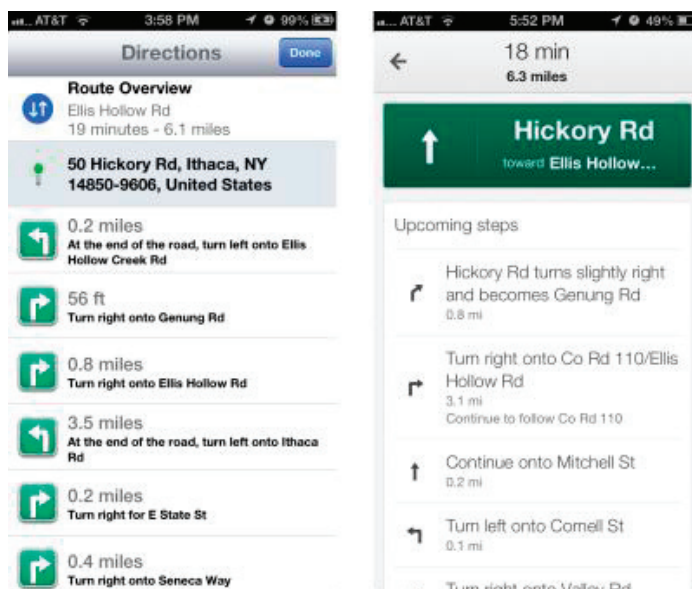 AT&T 3:58 PM 99%
Directions Done
Route Overview
Ellis Hollow Rd
19 minutes - 6.1 miles
50 Hickory Rd, Ithaca, NY
14850-9606, United States
0.2 miles
At the end of the road, turn left onto Ellis
Hollow Creek Rd
56 ft
Turn right onto Genung Rd
0.8 miles
Turn right onto Ellis Hollow Rd
3.5 miles
At the end of the road, turn left onto Ithaca
Rd
0.2 miles
Turn right for E State St
0.4 miles
Turn right onto Seneca Way
AT&T 5:52 PM 49%
18 min
6.3 miles
Hickory Rd
toward Ellis Hollow...
Upcoming steps
Hickory Rd turns slightly right
and becomes Genung Rd
0.8 mi
Turn right onto Co Rd 110/Ellis
Hollow Rd
3.1 mi
Continue to follow Co Rd 110
Continue onto Mitchell St
0.2 mi
Turn left onto Cornell St
0.1 mi
Turn right onto Valley Rd